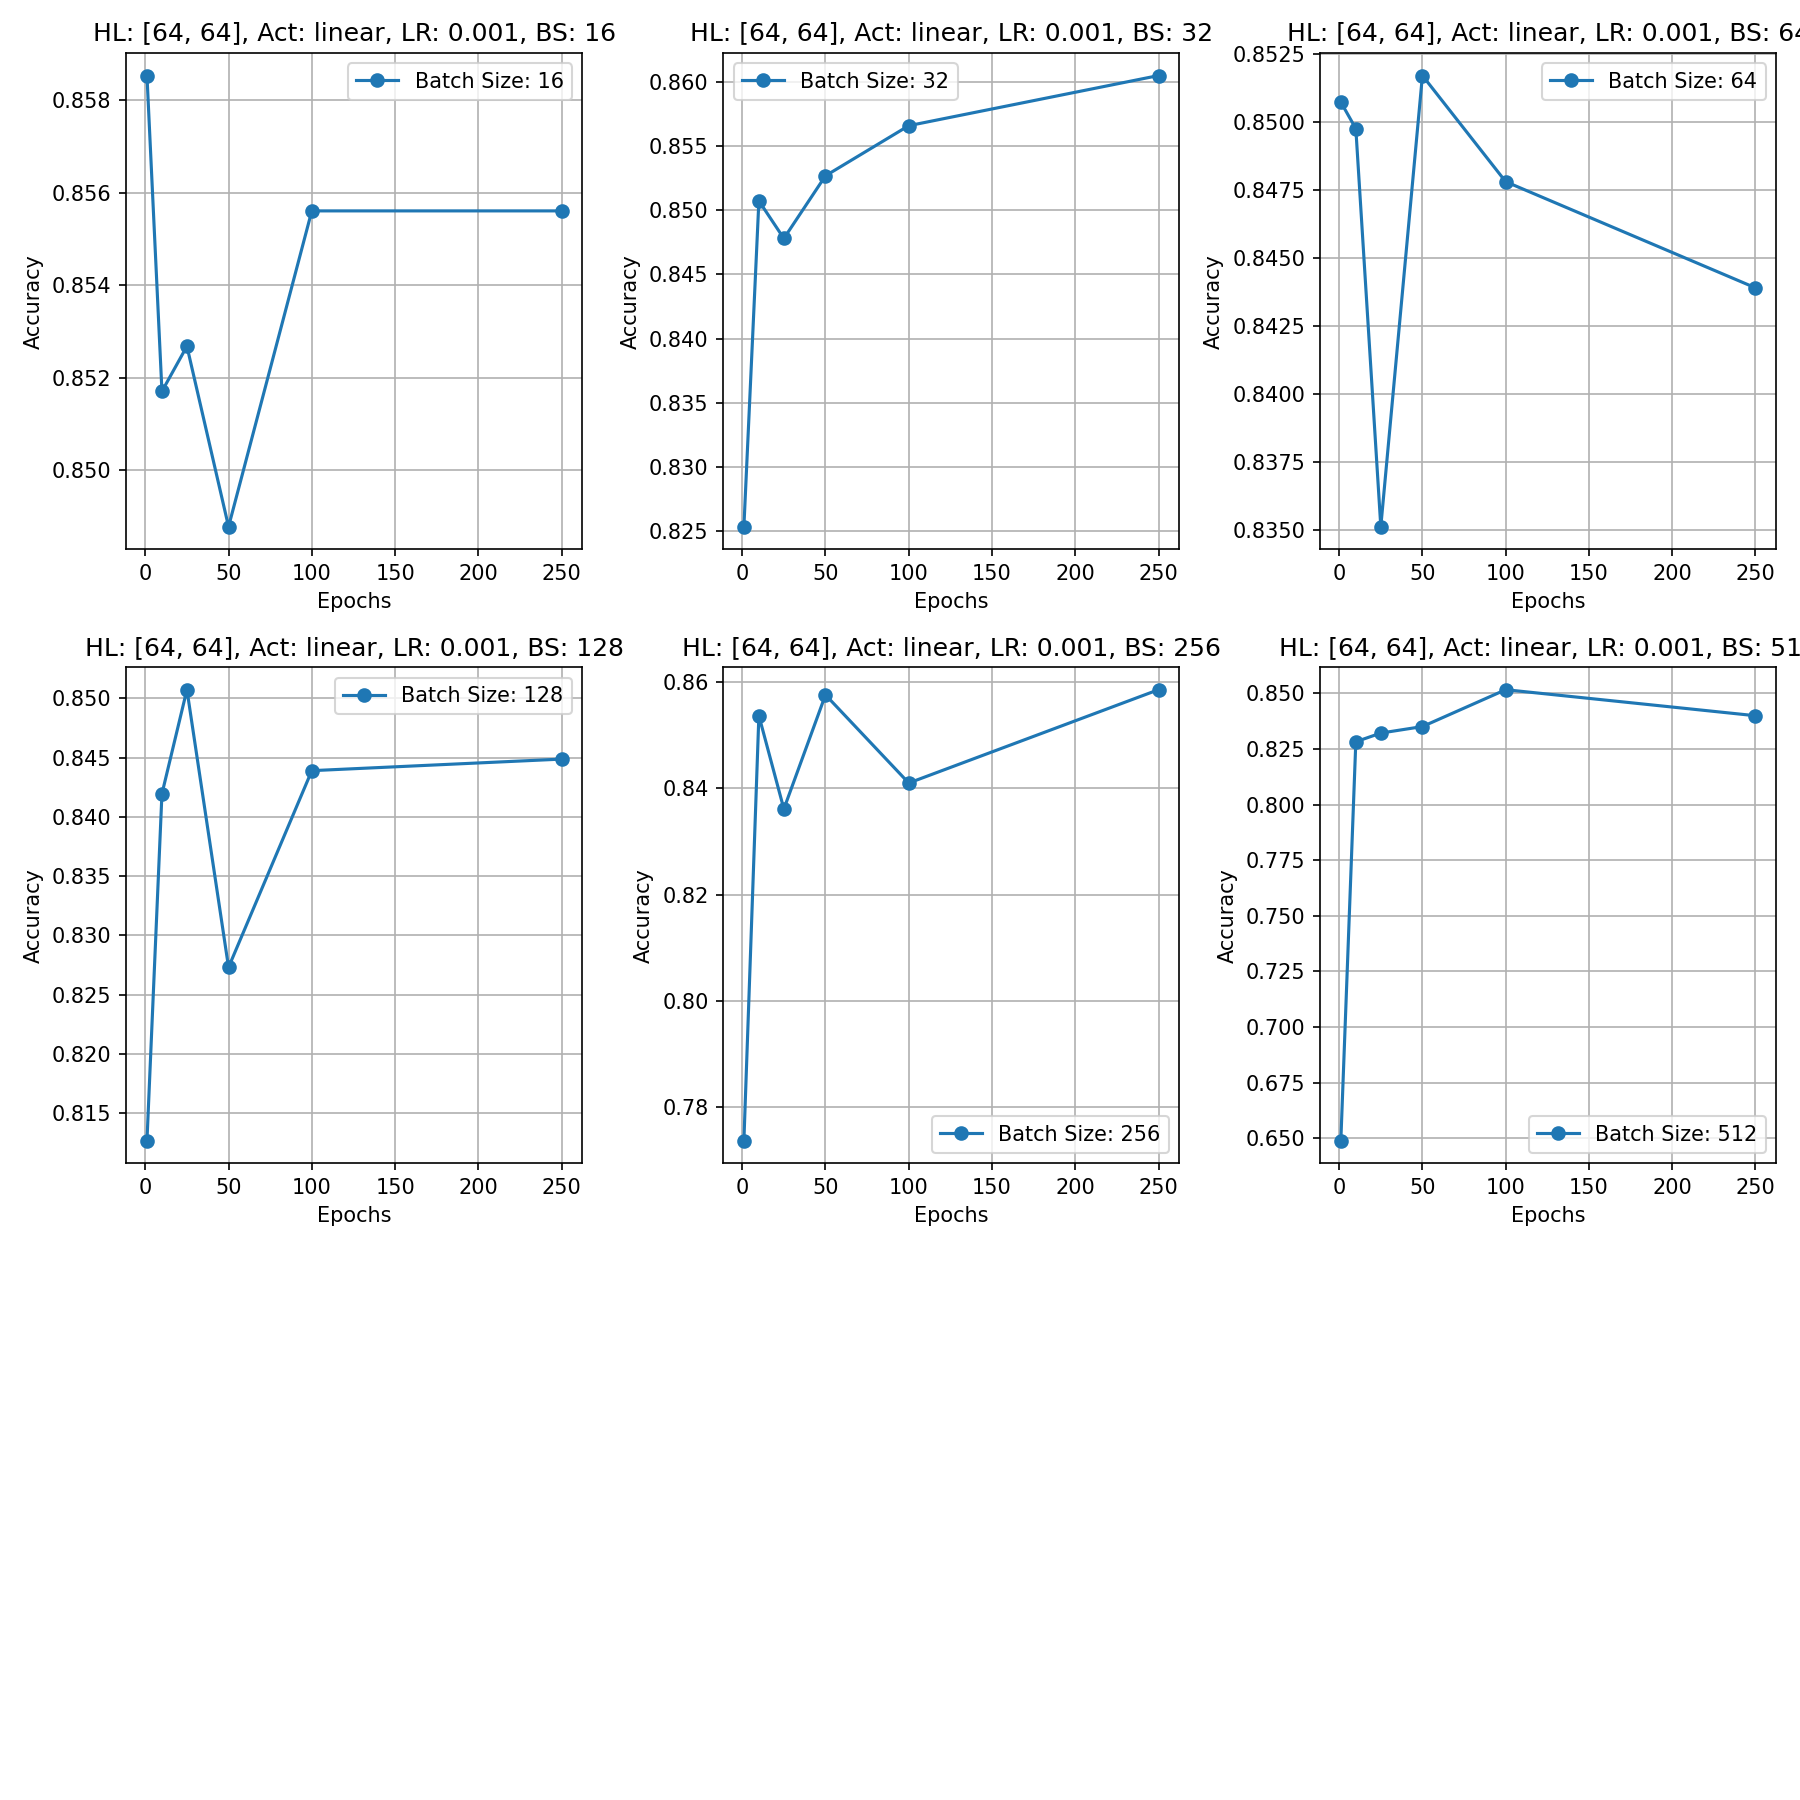 HL: [64, 64], Act: linear, LR: 0.001, BS: 16
Batch Size: 16
0.858
0.856
0.854
0.852
0.850
Accuracy
0 50 100 150 200 250
Epochs
HL: [64, 64], Act: linear, LR: 0.001, BS: 32
Batch Size: 32
0.860
0.855
0.850
0.845
0.840
0.835
0.830
0.825
Accuracy
0 50 100 150 200 250
Epochs
HL: [64, 64], Act: linear, LR: 0.001, BS: 64
Batch Size: 64
0.8525
0.8500
0.8475
0.8450
0.8425
0.8400
0.8375
0.8350
Accuracy
0 50 100 150 200 250
Epochs
HL: [64, 64], Act: linear, LR: 0.001, BS: 128
Batch Size: 128
0.850
0.845
0.840
0.835
0.830
0.825
0.820
0.815
Accuracy
0 50 100 150 200 250
Epochs
HL: [64, 64], Act: linear, LR: 0.001, BS: 256
0.86
0.84
0.82
0.80
0.78
Accuracy
Batch Size: 256
0 50 100 150 200 250
Epochs
HL: [64, 64], Act: linear, LR: 0.001, BS: 51
0.850
0.825
0.800
0.775
0.750
0.725
0.700
0.675
0.650
Accuracy
Batch Size: 512
0 50 100 150 200 250
Epochs